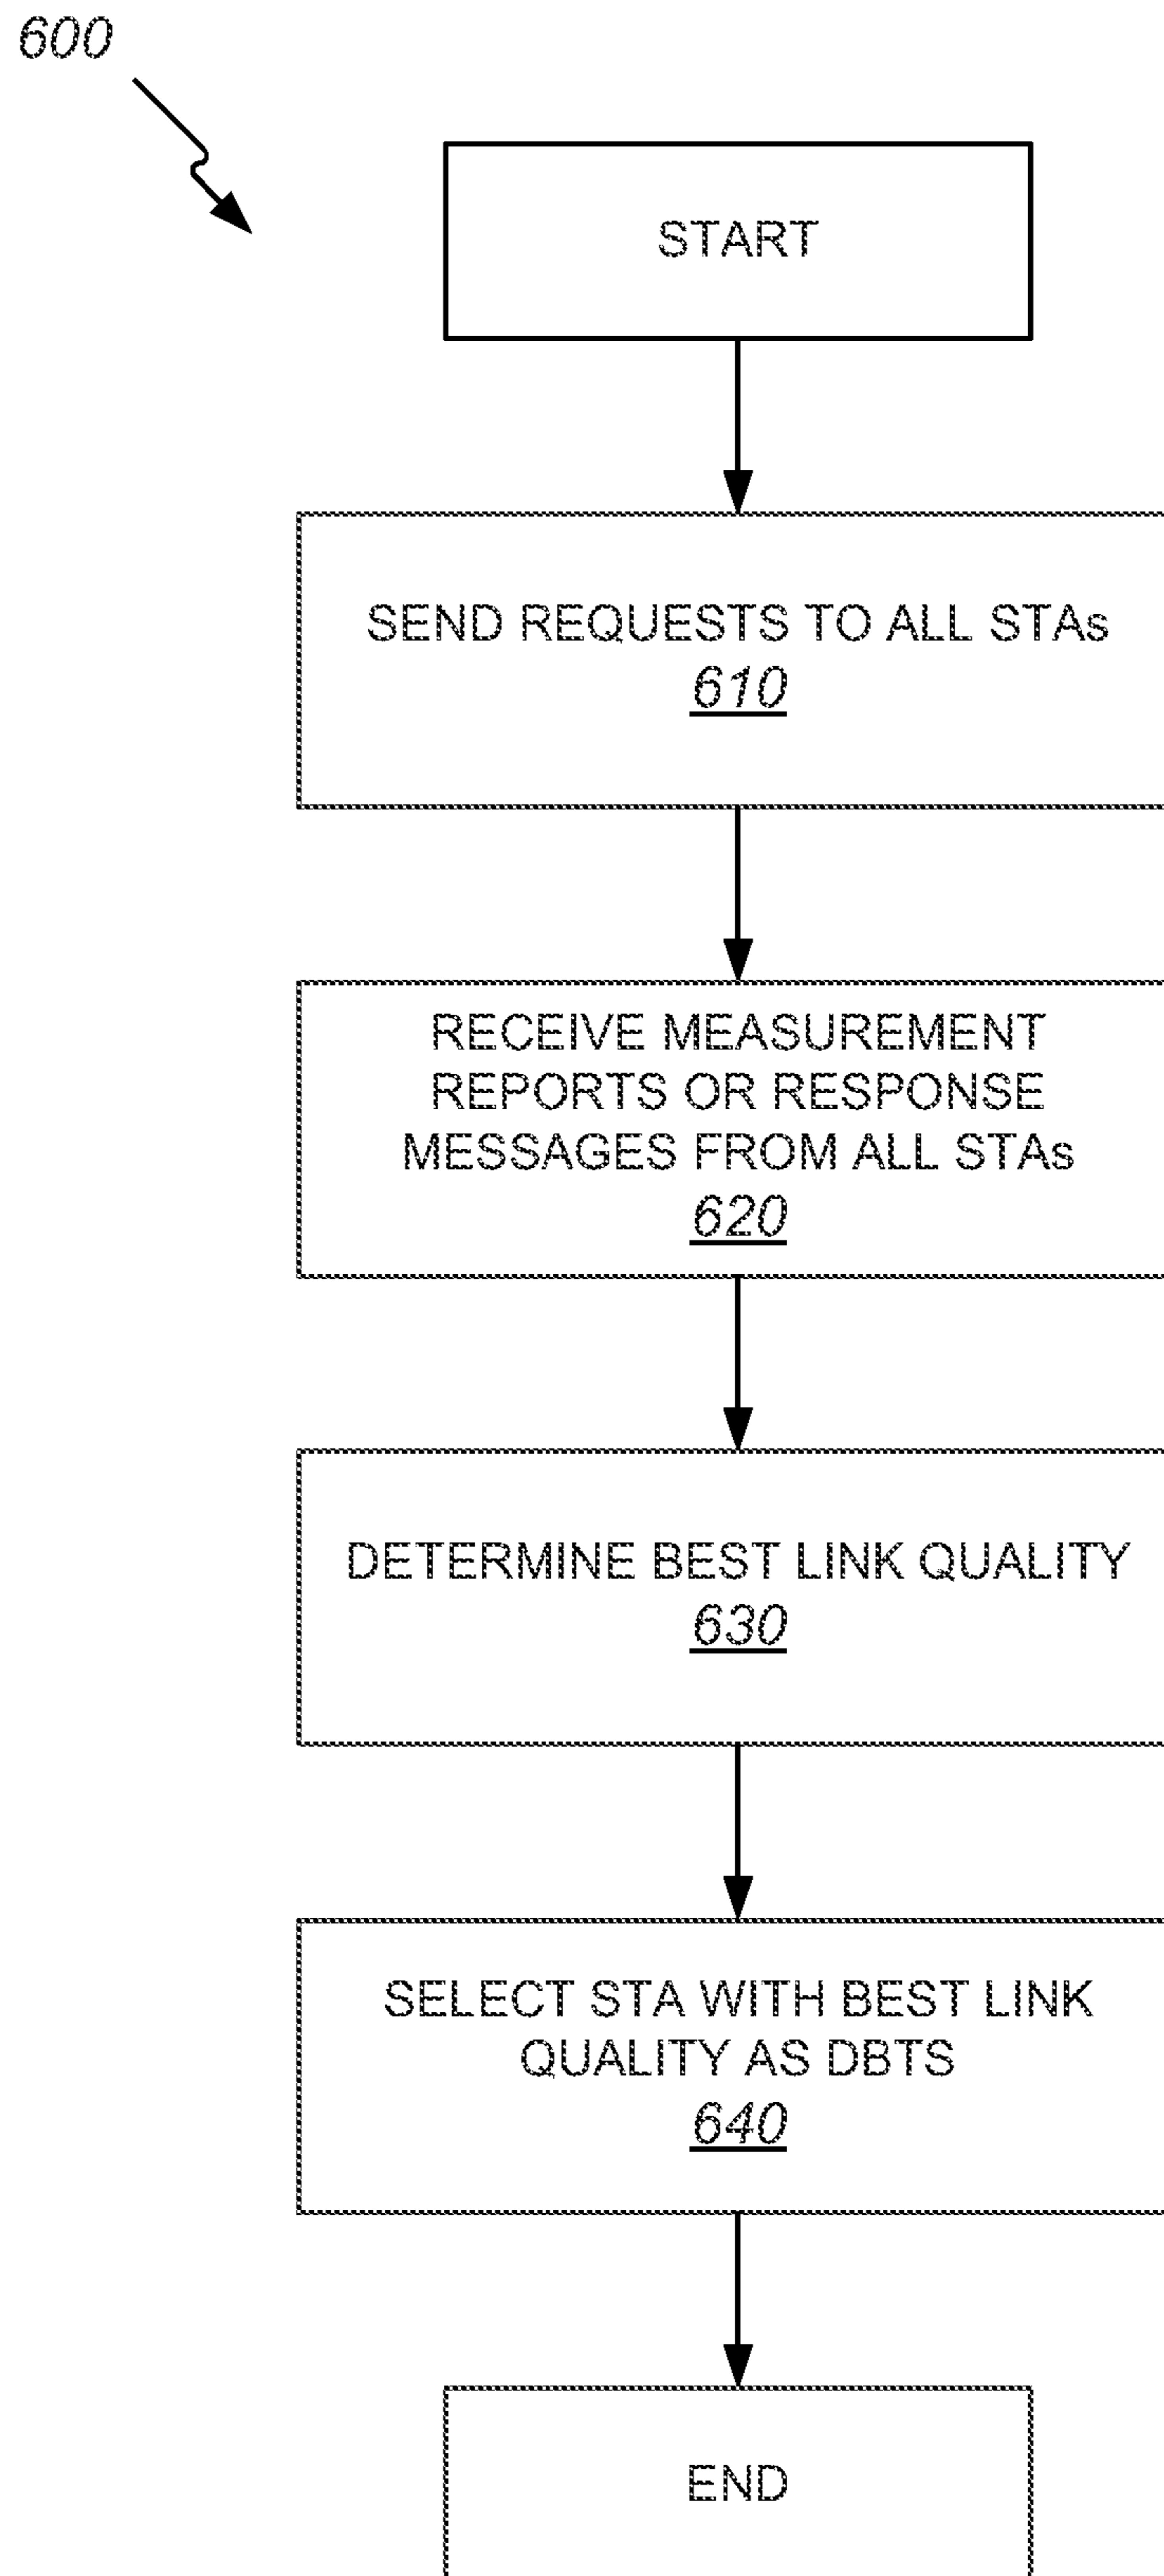 600
START
SEND REQUESTS TO ALL STAs
610
RECEIVE MEASUREMENT
REPORTS OR RESPONSE
MESSAGES FROM ALL STAs
620
DETERMINE BEST LINK QUALITY
630
SELECT STA WITH BEST LINK
QUALITY AS DBTS
640
END